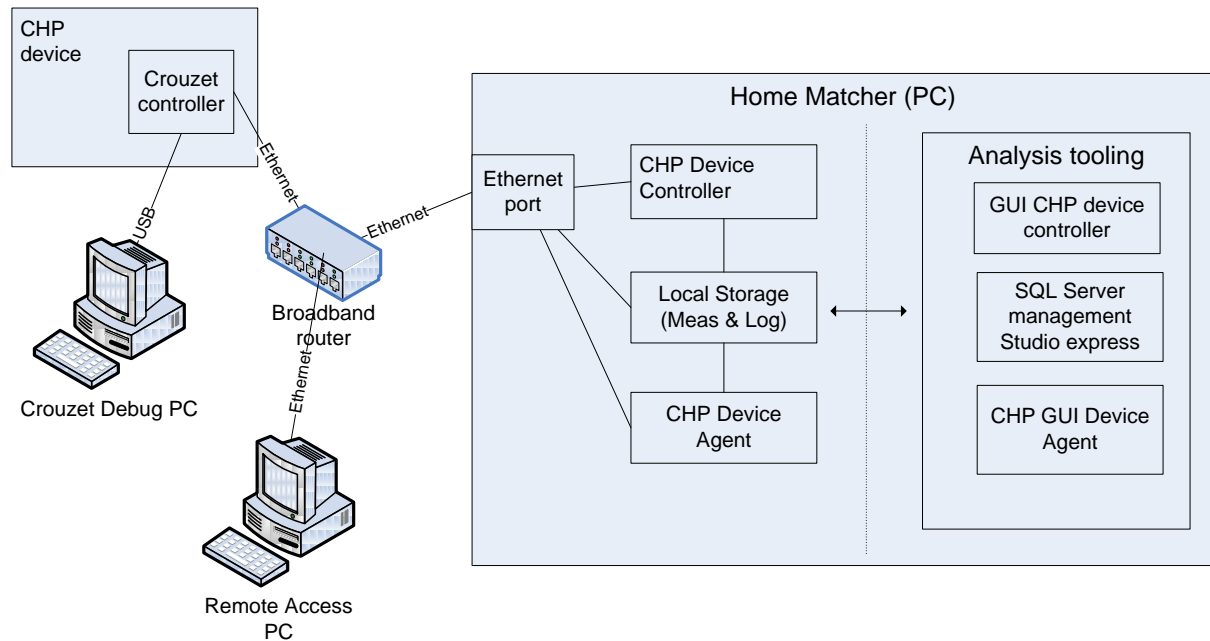 CHP
device
Crouzet
controller
Ethernet
USB
Crouzet Debug PC
Broadband
router
Ethernet
Ethernet
Remote Access
PC
Home Matcher (PC)
Ethernet
port
CHP Device
Controller
Local Storage
(Meas & Log)
CHP Device
Agent
Analysis tooling
GUI CHP device
controller
SQL Server
management
Studio express
CHP GUI Device
Agent